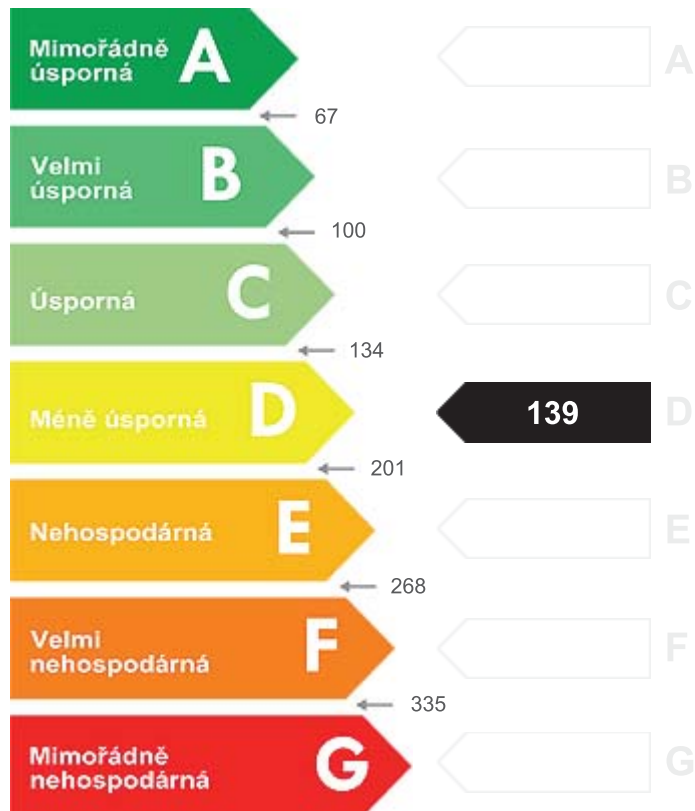 Mimořádně
úsporná
A
A
67
Velmi
úsporná
B
B
100
Úsporná
C
C
134
Méně úsporná
D
139
D
201
Nehospodárná
E
E
268
Velmi
nehospodárná
F
F
335
Mimořádně
nehospodárná
G
G